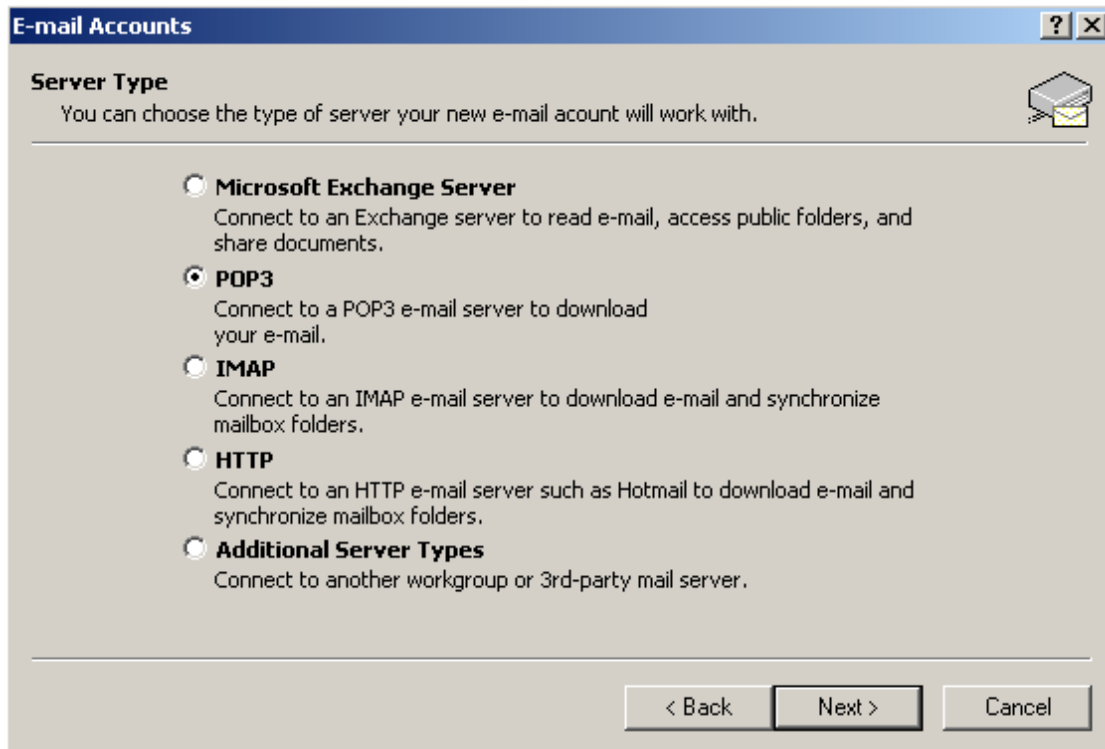 E-mail Accounts
Server Type
You can choose the type of server your new e-mail acount will work with.
Microsoft Exchange Server
Connect to an Exchange server to read e-mail, access public folders, and
share documents.
POP3
Connect to a POP3 e-mail server to download
your e-mail.
IMAP
Connect to an IMAP e-mail server to download e-mail and synchronize
mailbox folders.
HTTP
Connect to an HTTP e-mail server such as Hotmail to download e-mail and
synchronize mailbox folders.
Additional Server Types
Connect to another workgroup or 3rd-party mail server.
< Back Next > Cancel